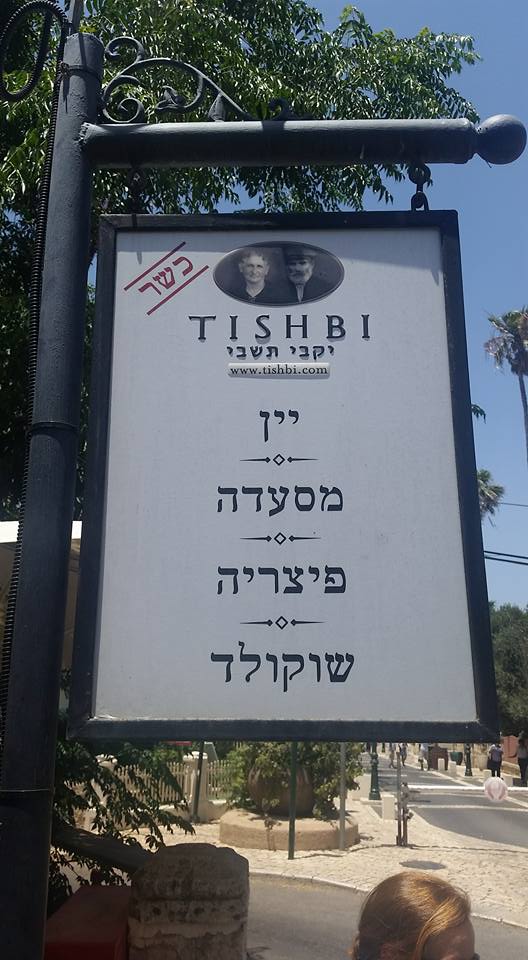 כשר
TISHBI
יקבי תשבי
www.tishbi.com
יין
מסעדה
פיצריה
שוקולד